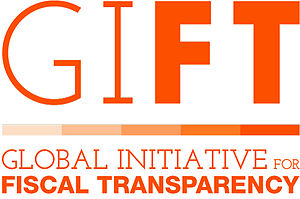 GIFT
GLOBAL INITIATIVE FOR
FISCAL TRANSPARENCY